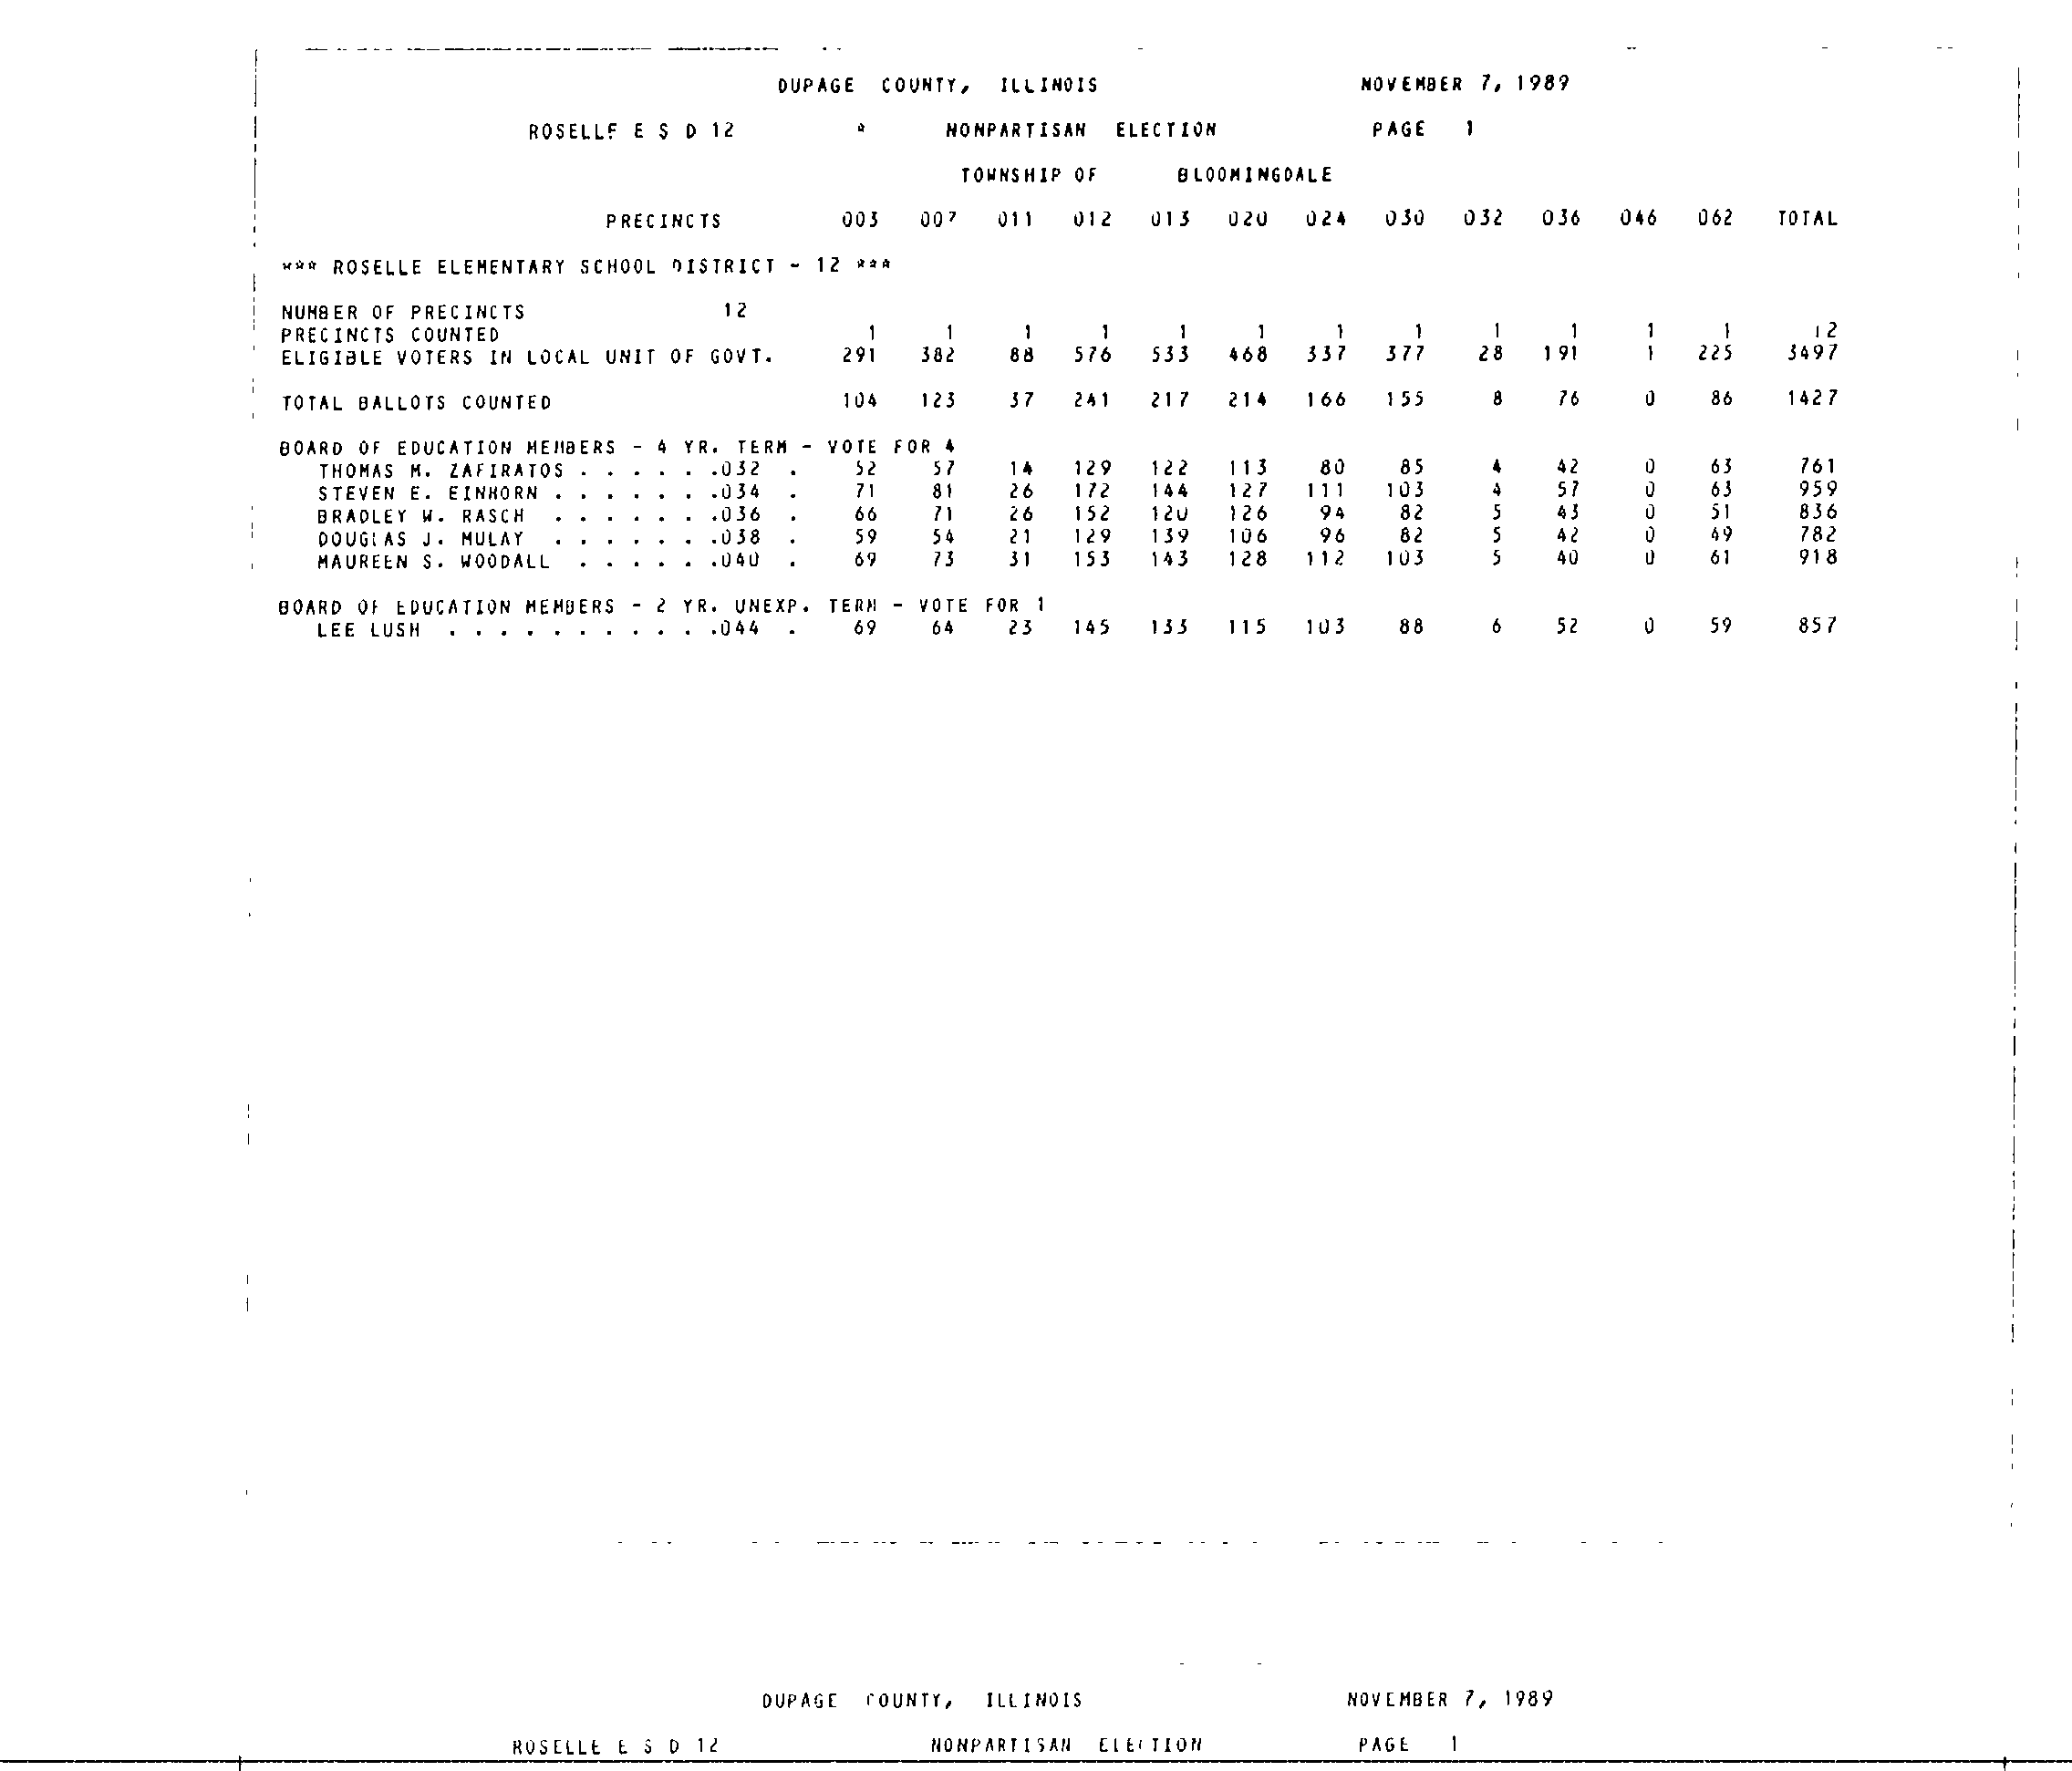 DUPAGE COUNTY, ILLINOIS NOVEMBER 7, 1989
ROSELLE E S D 12 * NONPARTISAN ELECTION PAGE 1
TOWNSHIP OF BLOOMINGDALE
PRECINCTS 003 007 011 012 013 020 024 030 032 036 046 062 TOTAL
*** ROSELLE ELEMENTARY SCHOOL DISTRICT - 12 ***
NUMBER OF PRECINCTS 12
PRECINCTS COUNTED 1 1 1 1 1 1 1 1 1 1 1 1 12
ELIGIBLE VOTERS IN LOCAL UNIT OF GOVT. 291 382 88 576 533 468 337 377 28 191 1 225 3497
TOTAL BALLOTS COUNTED 104 123 37 241 217 214 166 155 8 76 0 86 1427
BOARD OF EDUCATION MEMBERS - 4 YR. TERM - VOTE FOR 4
THOMAS M. ZAFIRATOS . . . . . .032 . 52 57 14 129 122 113 80 85 4 42 0 63 761
STEVEN E. EINHORN . . . . . . .034 . 71 81 26 172 144 127 111 103 4 57 0 63 959
BRADLEY W. RASCH . . . . . . .036 . 66 71 26 152 120 126 94 82 5 43 0 51 836
DOUGLAS J. MULAY . . . . . . .038 . 59 54 21 129 139 106 96 82 5 42 0 49 782
MAUREEN S. WOODALL . . . . . .040 . 69 73 31 153 143 128 112 103 5 40 0 61 918
BOARD OF EDUCATION MEMBERS - 2 YR. UNEXP. TERM - VOTE FOR 1
LEE LUSH . . . . . . . . . . .044 . 69 64 23 145 133 115 103 88 6 52 0 59 857
DUPAGE COUNTY, ILLINOIS NOVEMBER 7, 1989
ROSELLE E S D 12 NONPARTISAN ELECTION PAGE 1